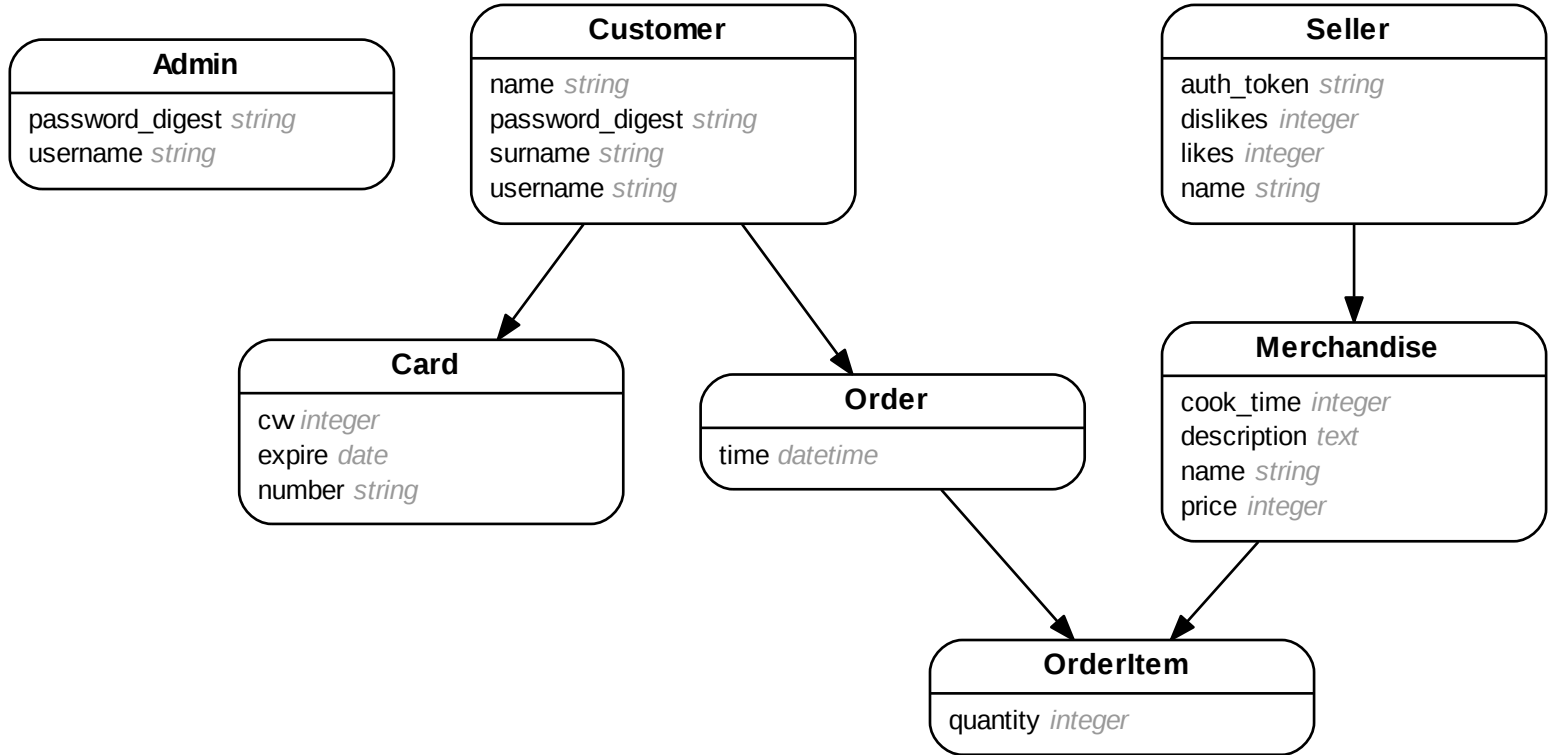 Admin
password_digest string
username string
Customer
name string
password_digest string
surname string
username string
Seller
auth_token string
dislikes integer
likes integer
name string
Card
cvv integer
expire date
number string
Order
time datetime
Merchandise
cook_time integer
description text
name string
price integer
OrderItem
quantity integer